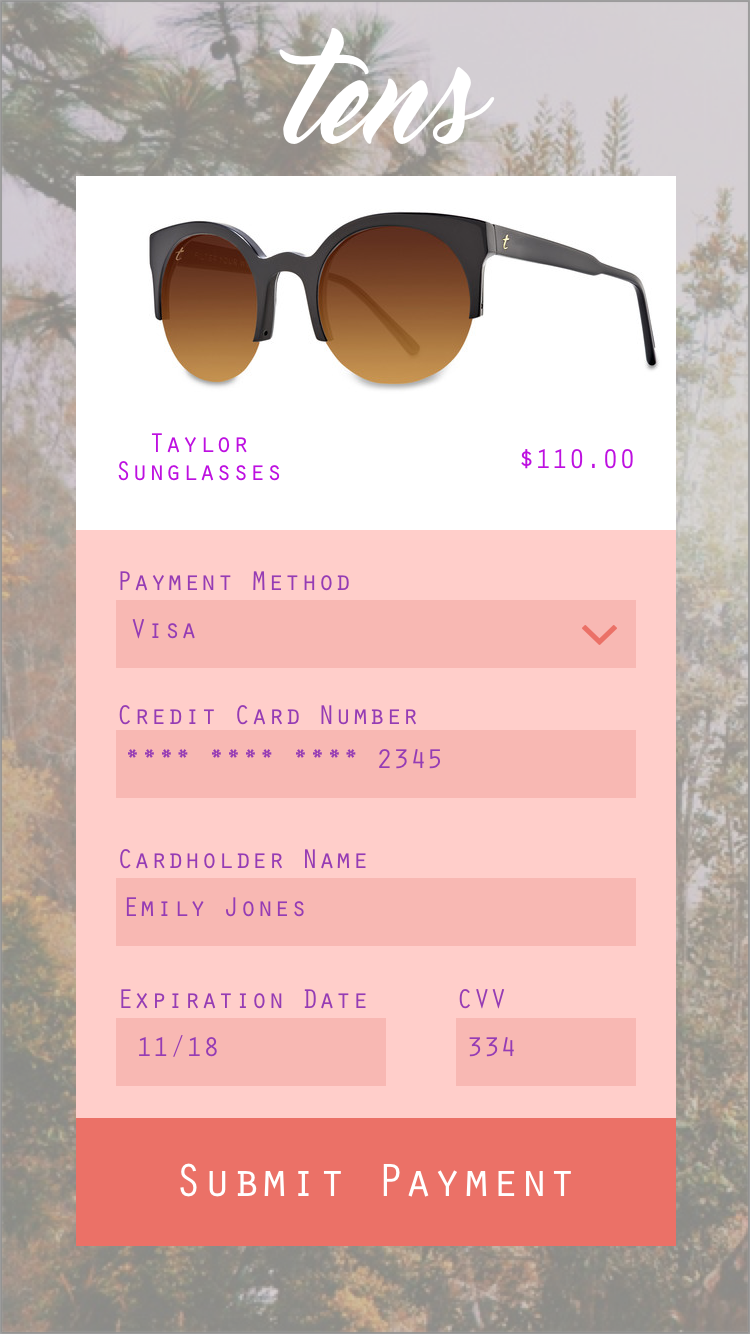 tens
t
t
Taylor
Sunglasses
$110.00
Payment Method
Visa
Credit Card Number
**** **** **** 2345
Cardholder Name
Emily Jones
Expiration Date
CVV
11/18
334
Submit Payment